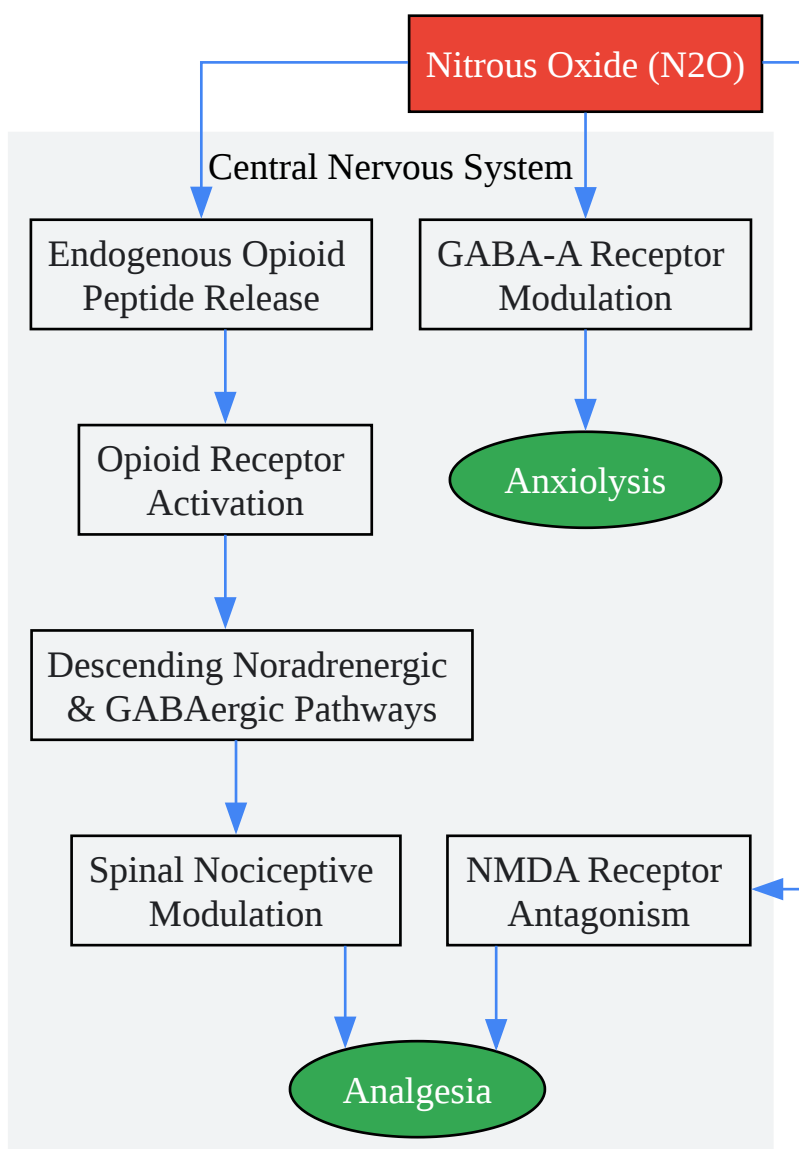 Nitrous Oxide (N2O)
Central Nervous System
Endogenous Opioid
Peptide Release
GABA-A Receptor
Modulation
Opioid Receptor
Activation
Anxiolysis
Descending Noradrenergic
& GABAergic Pathways
Spinal Nociceptive
Modulation
NMDA Receptor
Antagonism
Analgesia